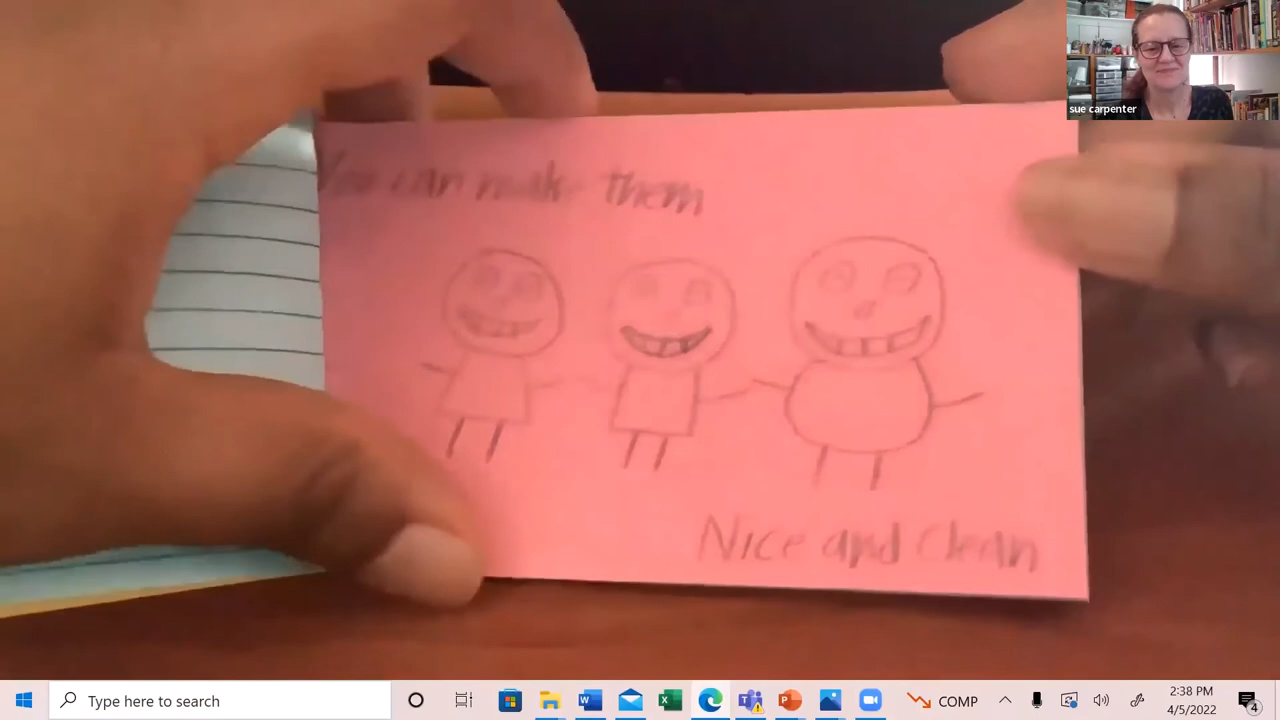 sue carpenter
You can make them
Nice and Clean
Type here to search
COMP
2:38 PM
4/5/2022
4